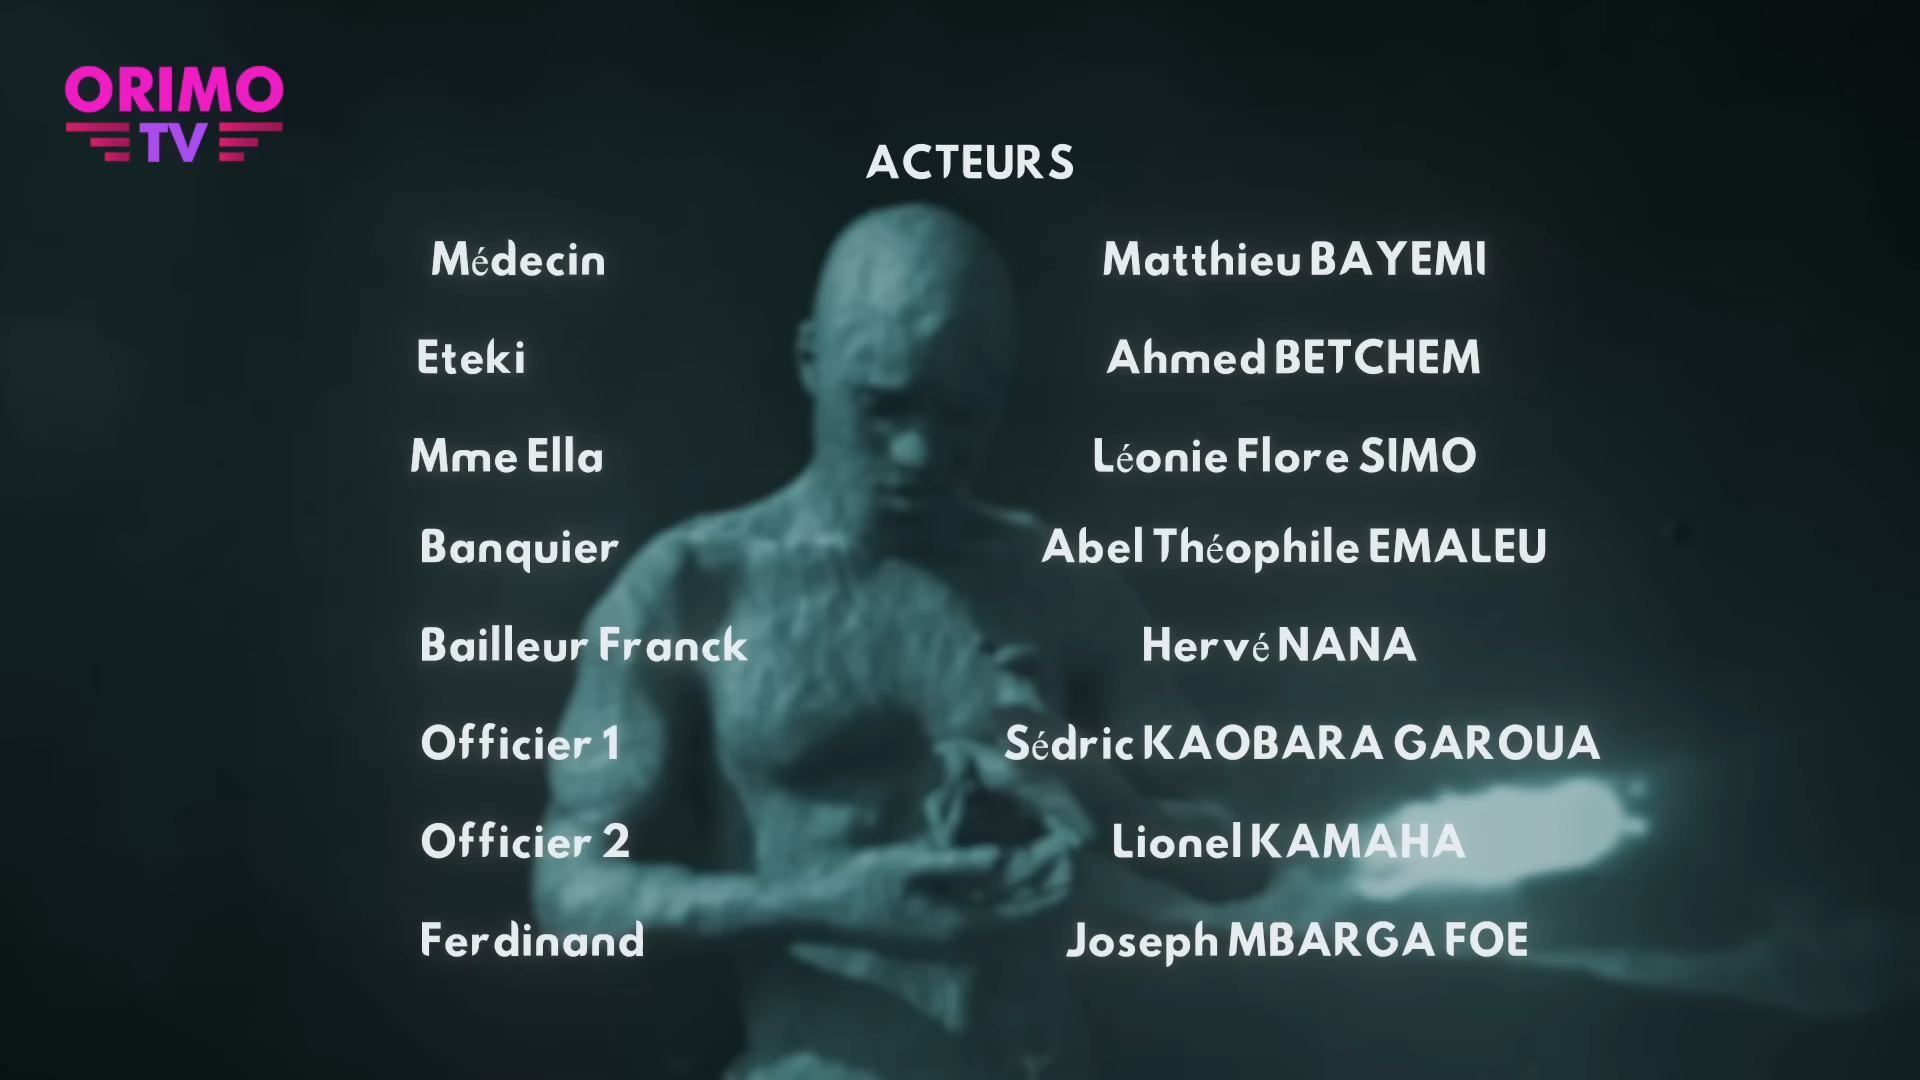 ORIMO
TV
ACTEURS
Médecin Matthieu BAYEMI
Eteki Ahmed BETCHEM
Mme Ella Léonie Flore SIMO
Banquier Abel Théophile EMALEU
Bailleur Franck Hervé NANA
Officier 1 Sédric KAOBARA GAROUA
Officier 2 Lionel KAMAHA
Ferdinand Joseph MBARGA FOE